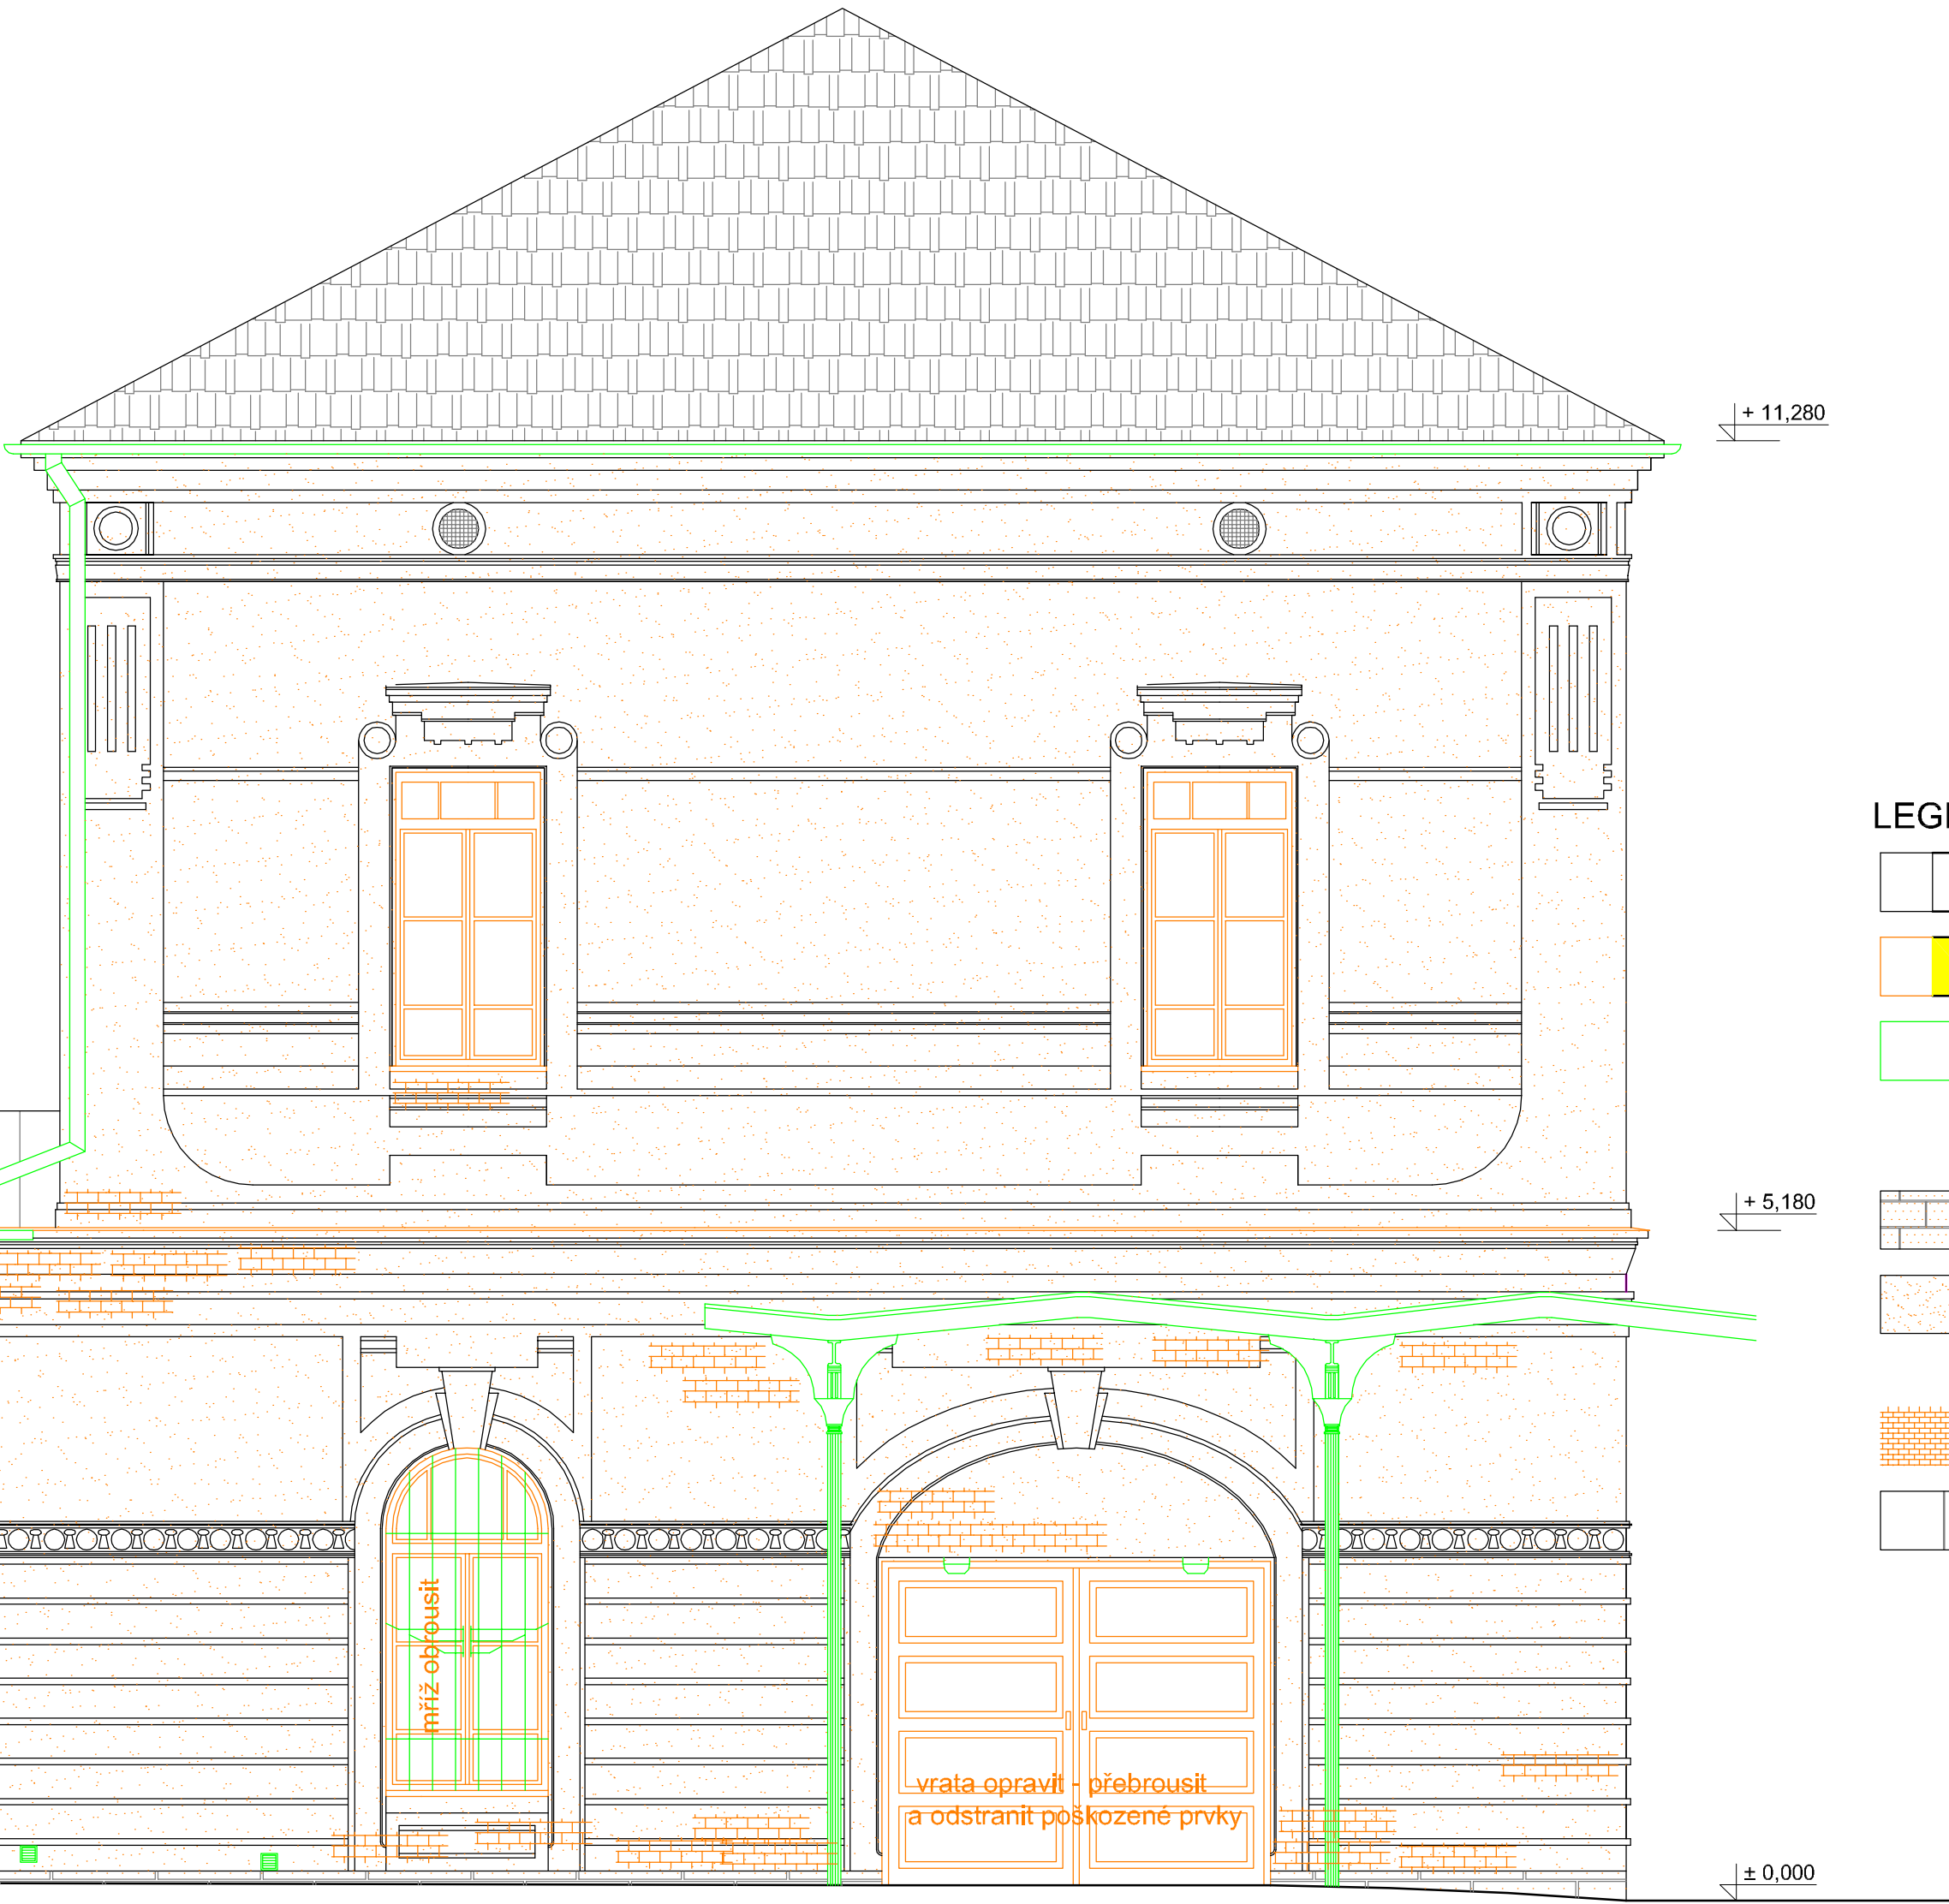 + 11,280
LEG
+ 5,180
mříž obrousit
vrata opravit - přebrousit
a odstranit poškozené prvky
± 0,000